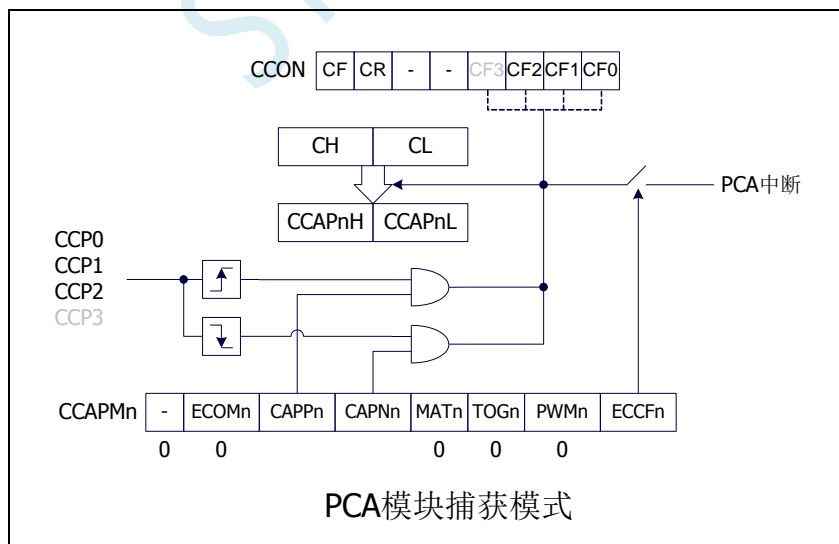 CCON CF CR - - CF3 CF2 CF1 CF0
CH CL
PCA中断
CCAPnH CCAPnL
CCP0
CCP1
CCP2
CCP3
CCAPMn - ECOMn CAPPn CAPNn MATn TOGn PWMn ECCFn
0 0 0 0 0
PCA模块捕获模式